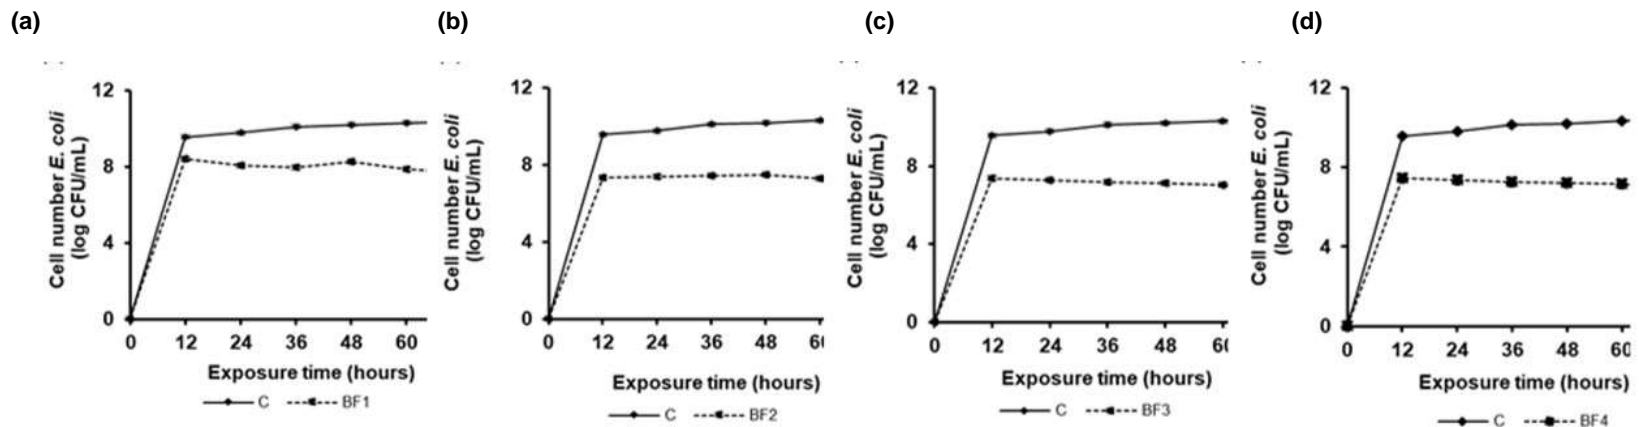 (a)
(b)
(c)
(d)
Cell number E. coli
(log CFU/mL)
12
8
4
0
0 12 24 36 48 60
Exposure time (hours)
C BF1
Cell number E. coli
(log CFU/mL)
12
8
4
0
0 12 24 36 48
Exposure time (hours)
C BF2
Cell number E. coli
(log CFU/mL)
12
8
4
0
0 12 24 36 48
Exposure time (hours)
C BF3
Cell number E. coli
(log CFU/mL)
12
8
4
0
0 12 24 36 48 60
Exposure time (hours)
C BF4